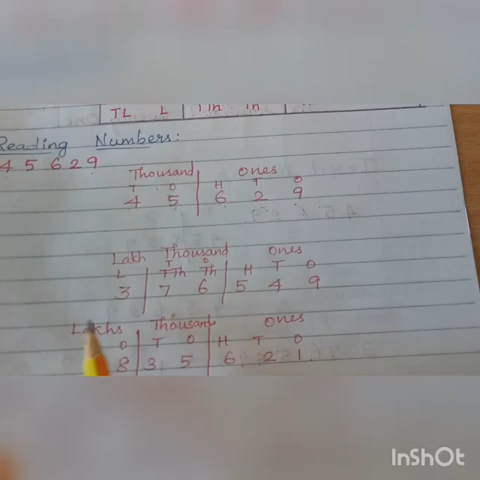 TL L TTh Th
Reading Numbers:
4 5 6 2 9
Thousand Ones
T O H T O
4 5 6 2 9
Lakh Thousand Ones
T O
L TTh Th H T O
3 7 6 5 4 9
Lakhs Thousand Ones
O T O H T O
8 3 5 6 2 1
InShOt